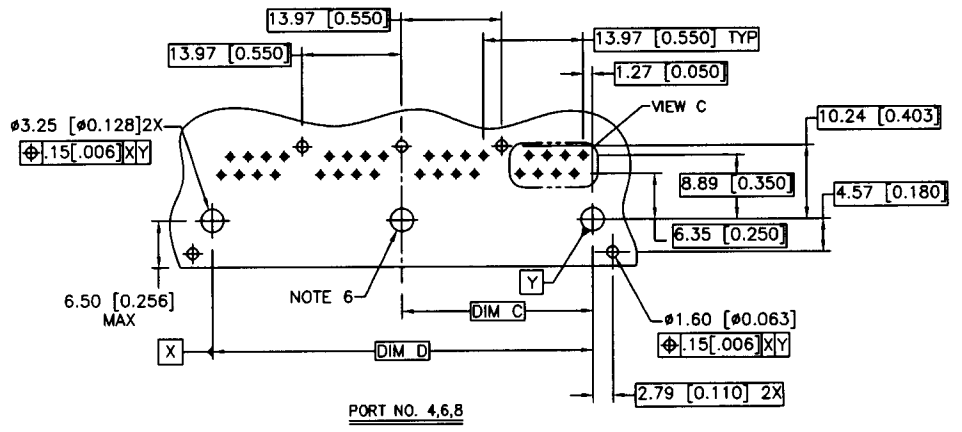 13.97 [0.550]
13.97 [0.550]
13.97 [0.550] TYP
1.27 [0.050]
VIEW C
10.24 [0.403]
ø3.25 [ø0.128]2X
⌖.15[.006]XY
8.89 [0.350]
4.57 [0.180]
6.35 [0.250]
Y
6.50 [0.256]
MAX
NOTE 6
DIM C
ø1.60 [ø0.063]
⌖.15[.006]XY
X
DIM D
2.79 [0.110] 2X
PORT NO. 4,6,8